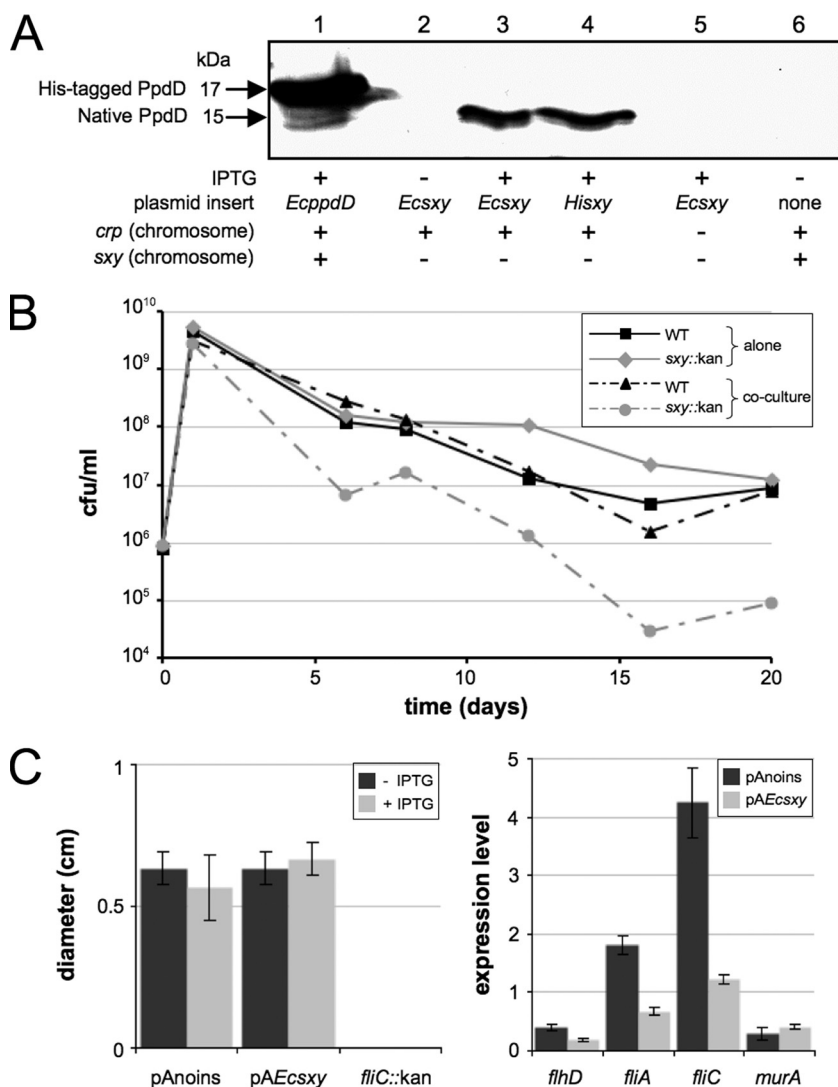 A
1 2 3 4 5 6
kDa
His-tagged PpdD 17
Native PpdD 15
IPTG + - + + + -
plasmid insert EcppdD Ecsxy Ecsxy Hisxy Ecsxy none
crp (chromosome) + + + + - +
sxy (chromosome) + - - - - +
B
10^10
10^9
10^8
10^7
10^6
10^5
10^4
cfu/ml
0 5 10 15 20
time (days)
WT
sxy::kan
alone
WT
sxy::kan
co-culture
C
1
0.5
0
diameter (cm)
- IPTG
+ IPTG
pAnoins pAEcsxy fliC::kan
5
4
3
2
1
0
expression level
pAnoins
pAEcsxy
flhD fliA fliC murA